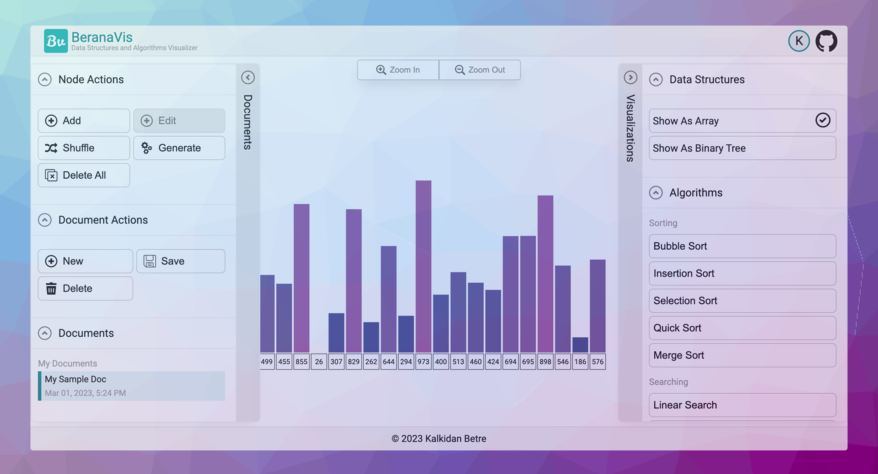 Bu BeranaVis
Data Structures and Algorithms Visualizer
K
Node Actions
Add
Edit
Shuffle
Generate
Delete All
Document Actions
New
Save
Delete
Documents
My Documents
My Sample Doc
Mar 01, 2023, 5:24 PM
Documents
Zoom In
Zoom Out
499 455 855 26 307 829 262 644 294 973 400 513 460 424 694 695 898 546 186 576
Visualizations
Data Structures
Show As Array
Show As Binary Tree
Algorithms
Sorting
Bubble Sort
Insertion Sort
Selection Sort
Quick Sort
Merge Sort
Searching
Linear Search
© 2023 Kalkidan Betre